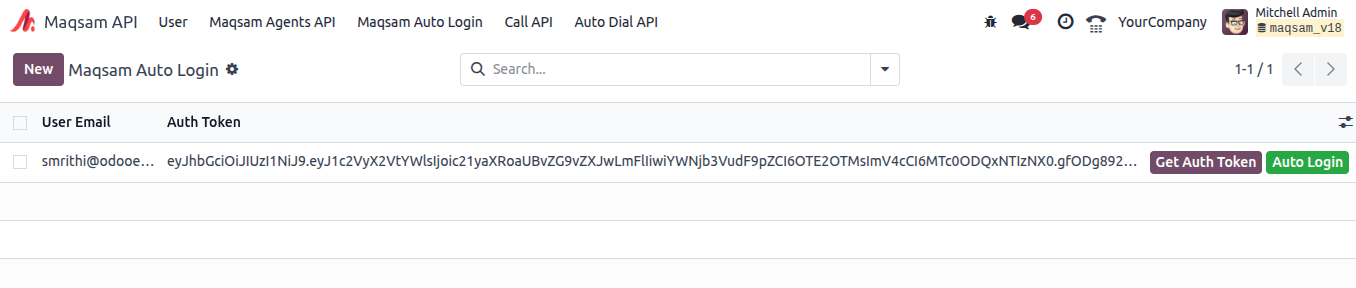 Maqsam API User Maqsam Agents API Maqsam Auto Login Call API Auto Dial API 6 YourCompany Mitchell Admin
maqsam_v18
New Maqsam Auto Login Search... 1-1 / 1
User Email Auth Token
smrithi@odooe... eyJhbGciOiJIUzI1NiJ9.eyJ1c2VyX2VtYWlsIjoic21yaXRoaUBvZG9vZXJwLmFlIiwiYWNjb3VudF9pZCI6OTE2OTMsImV4cCI6MTc0ODQxNTIzNX0.gfODg892... Get Auth Token Auto Login